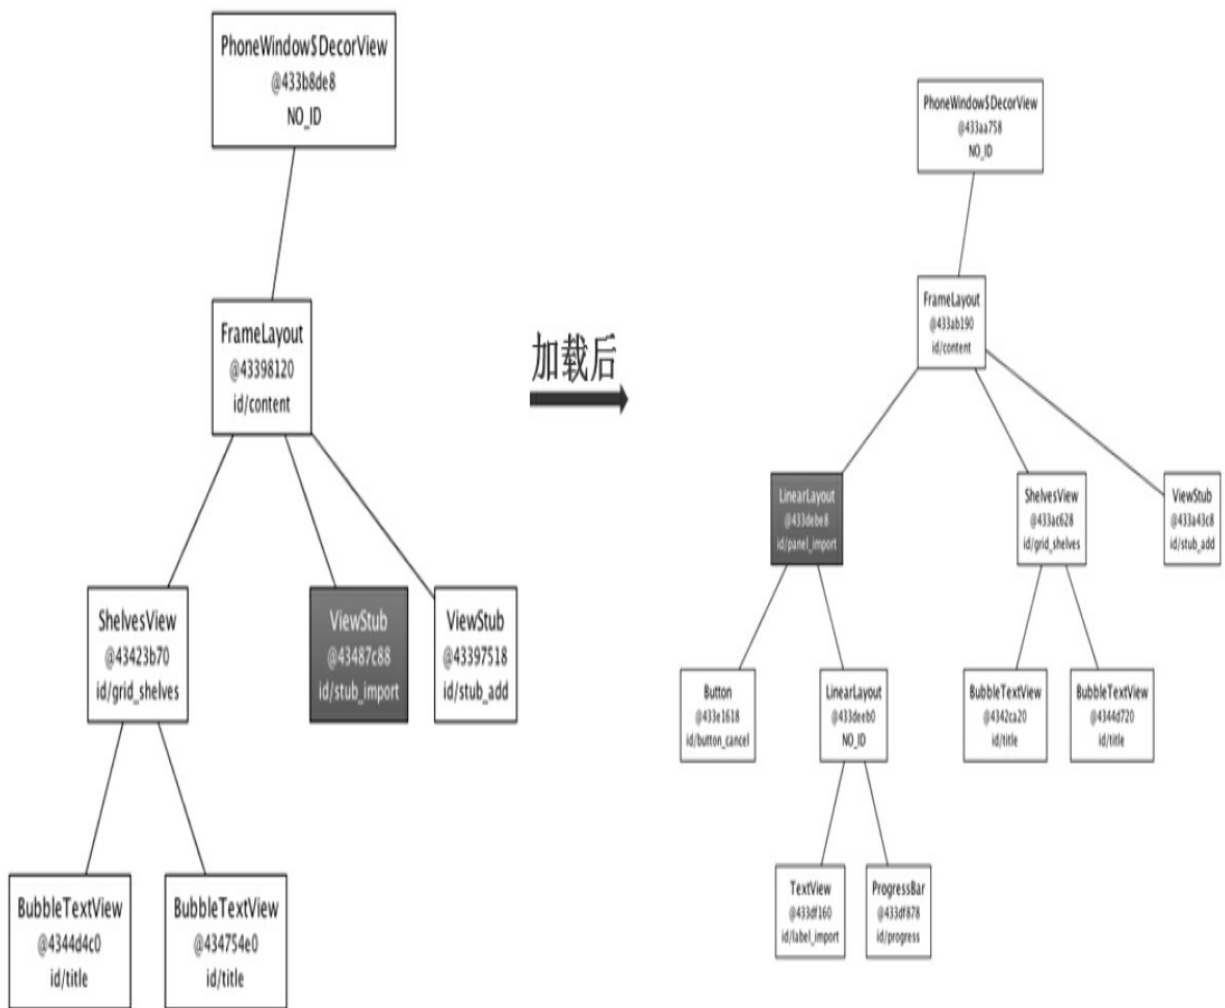 PhoneWindow$DecorView
@433b8de8
NO_ID
FrameLayout
@43398120
id/content
ShelvesView
@43423b70
id/grid_shelves
ViewStub
@43487c88
id/stub_import
ViewStub
@43397518
id/stub_add
BubbleTextView
@4344d4c0
id/title
BubbleTextView
@434754e0
id/title
加载后
PhoneWindow$DecorView
@433aa758
NO_ID
FrameLayout
@433ab190
id/content
LinearLayout
@433debe8
id/panel_import
ShelvesView
@433ac628
id/grid_shelves
ViewStub
@433a43c8
id/stub_add
Button
@433e1618
id/button_cancel
LinearLayout
@433deeb0
NO_ID
BubbleTextView
@4342ca20
id/title
BubbleTextView
@4344d720
id/title
TextView
@433df160
id/label_import
ProgressBar
@433df878
id/progress